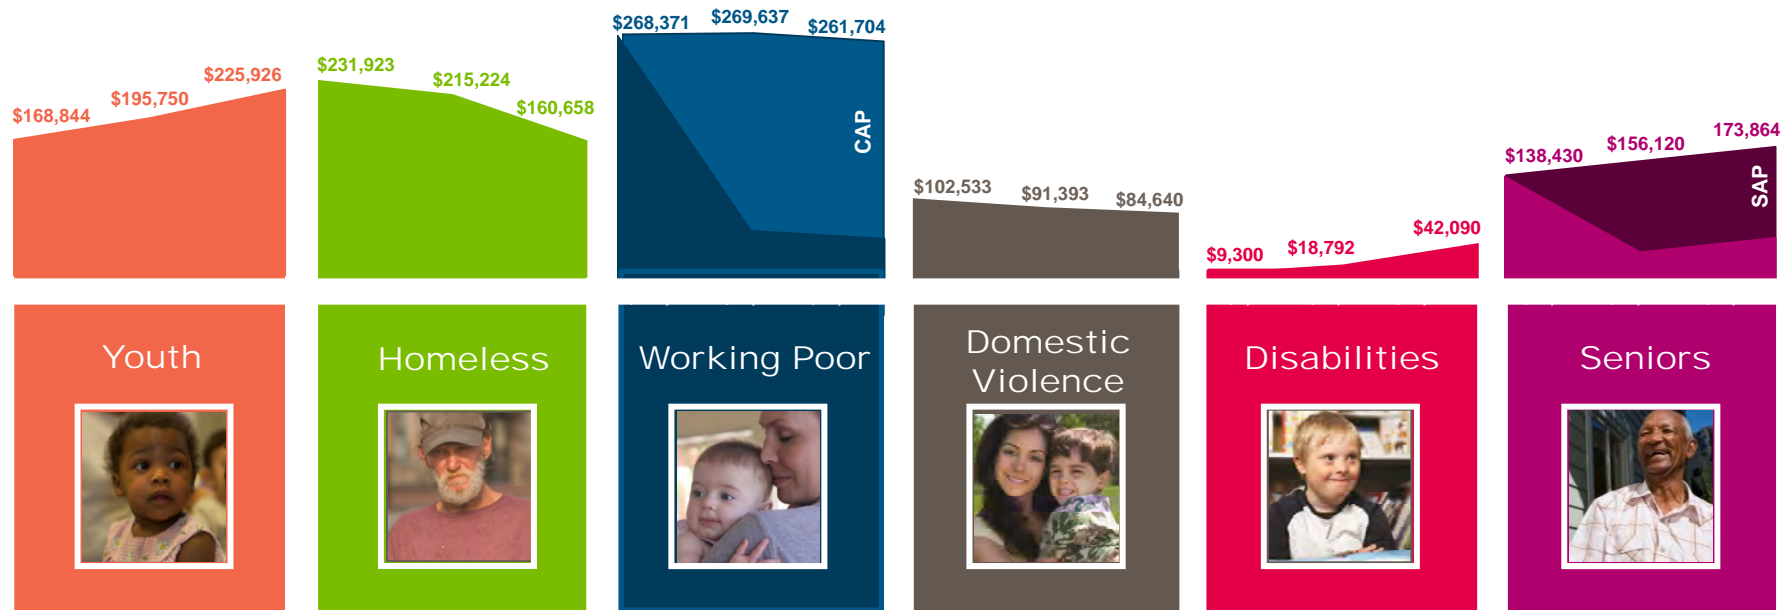 $168,844
$195,750
$225,926
$231,923
$215,224
$160,658
$268,371
$269,637
$261,704
CAP
$102,533
$91,393
$84,640
$9,300
$18,792
$42,090
$138,430
$156,120
173,864
SAP
Youth
Homeless
Working Poor
Domestic
Violence
Disabilities
Seniors